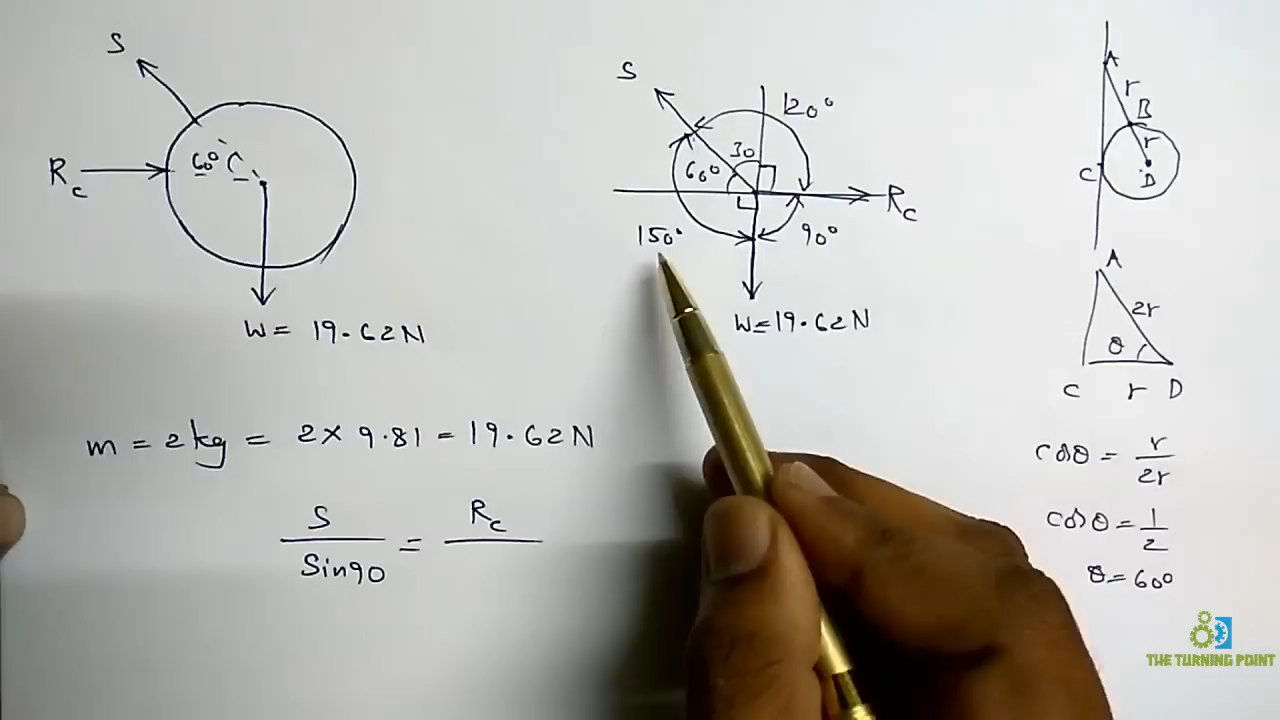 S
60°
Rc
W = 19.62N
S
120°
30
60°
Rc
150°
90°
W=19.62N
A
r
B
r
C
D
A
2r
θ
C r D
m = 2kg = 2 × 9.81 = 19.62N
S/Sin90 = Rc/
cosθ = r/2r
cosθ = 1/2
θ = 60°
THE TURNING POINT